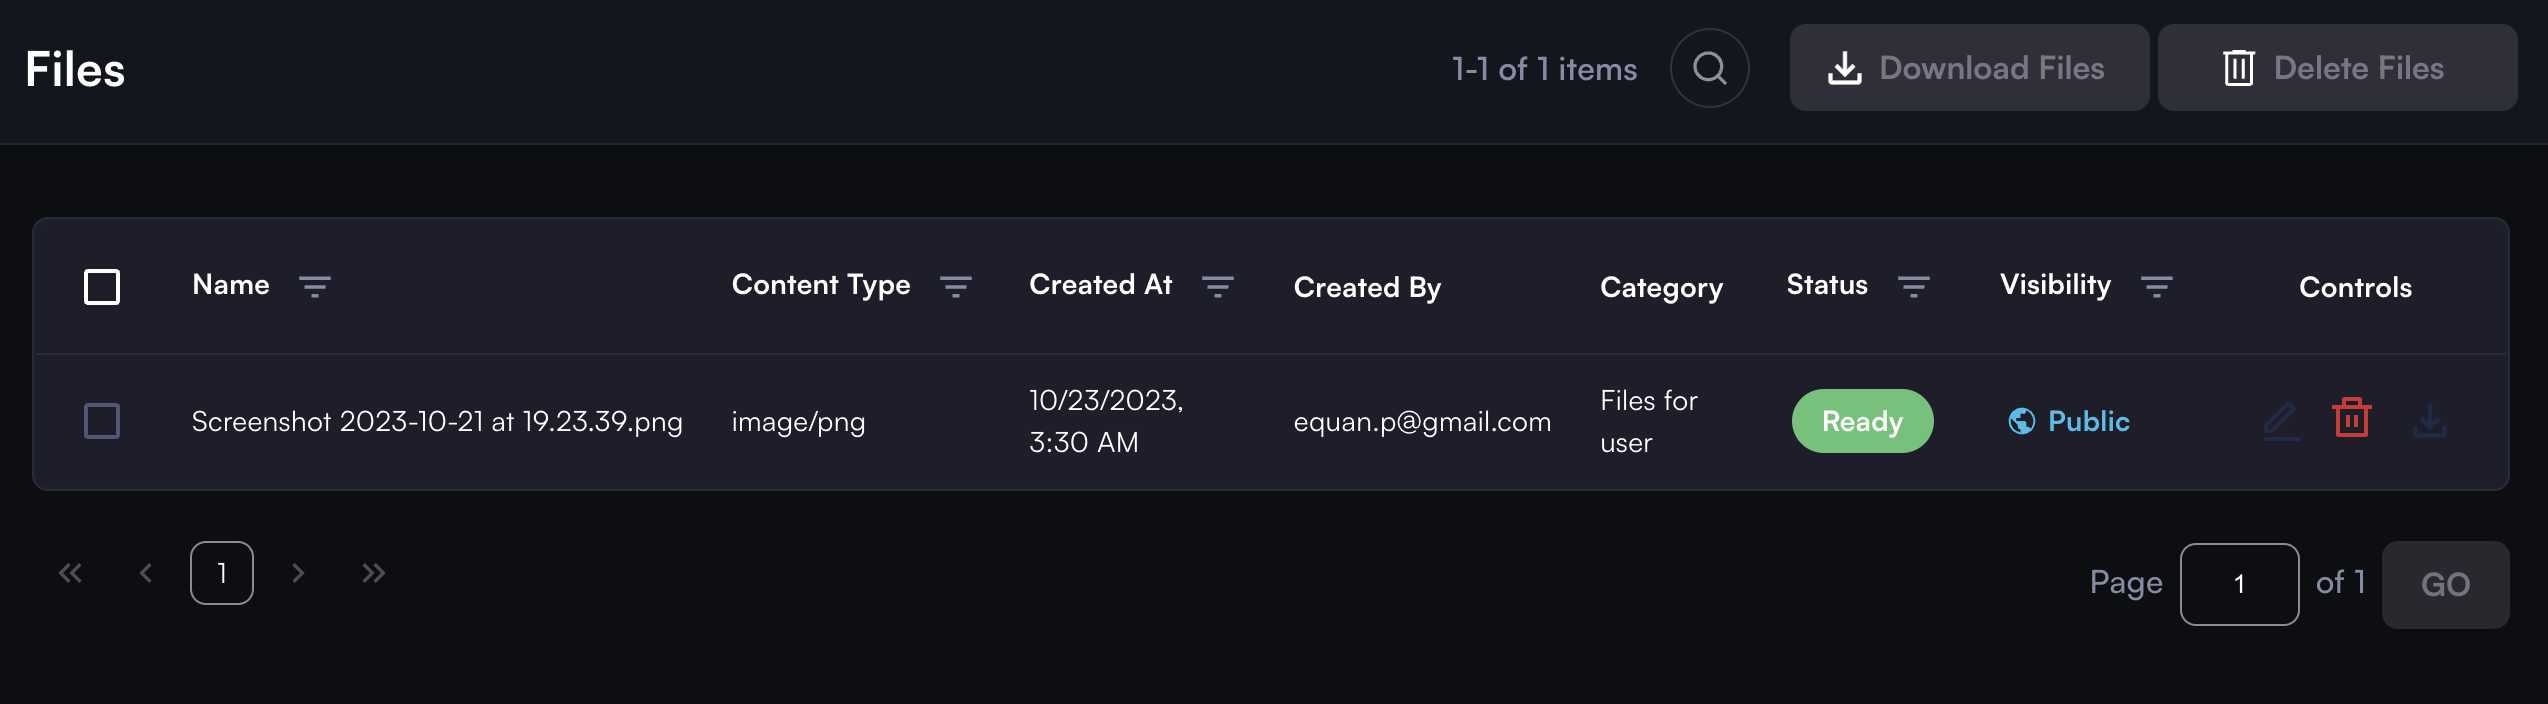 Files
1-1 of 1 items
Download Files
Delete Files
Name
Content Type
Created At
Created By
Category
Status
Visibility
Controls
Screenshot 2023-10-21 at 19.23.39.png
image/png
10/23/2023,
3:30 AM
equan.p@gmail.com
Files for
user
Ready
Public
1
Page
1
of 1
GO